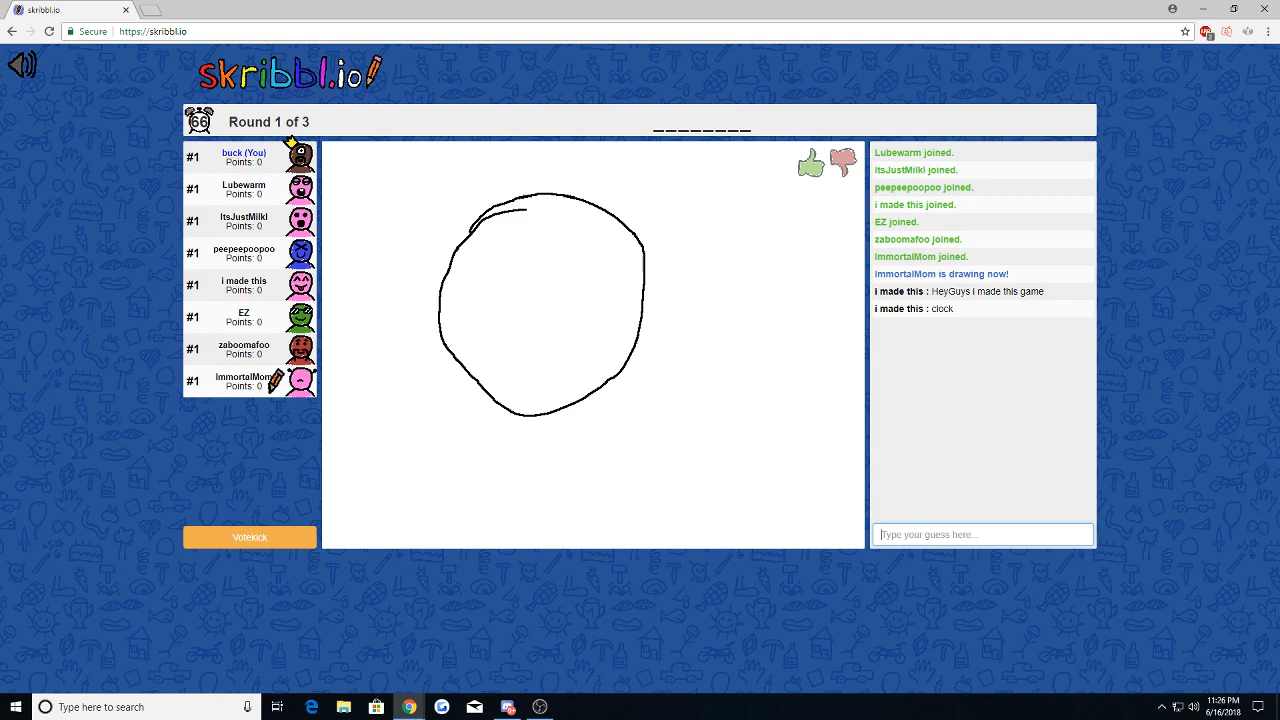 skribbl.io
Secure | https://skribbl.io
2
skribbl.io
66
Round 1 of 3
________
#1
buck (You)
Points: 0
#1
Lubewarm
Points: 0
#1
ItsJustMilkl
Points: 0
#1
peepeepoopoo
Points: 0
#1
i made this
Points: 0
#1
EZ
Points: 0
#1
zaboomafoo
Points: 0
#1
ImmortalMom
Points: 0
Votekick
Lubewarm joined.
ItsJustMilkl joined.
peepeepoopoo joined.
i made this joined.
EZ joined.
zaboomafoo joined.
ImmortalMom joined.
ImmortalMom is drawing now!
i made this : HeyGuys i made this game
i made this : clock
Type your guess here...
Type here to search
11:26 PM
6/16/2018